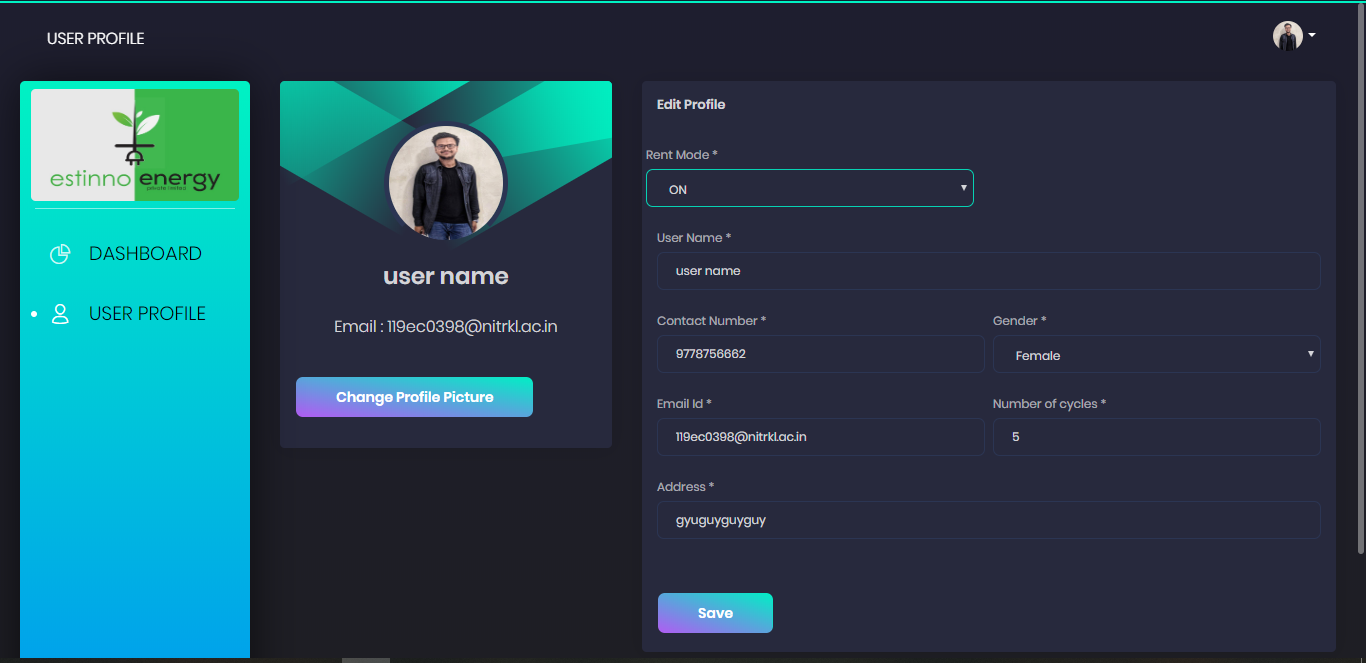 USER PROFILE
estinno energy
private limited
DASHBOARD
USER PROFILE
user name
Email : 119ec0398@nitrkl.ac.in
Change Profile Picture
Edit Profile
Rent Mode *
ON
User Name *
user name
Contact Number *
Gender *
9778756662
Female
Email Id *
Number of cycles *
119ec0398@nitrkl.ac.in
5
Address *
gyuguyguyguy
Save